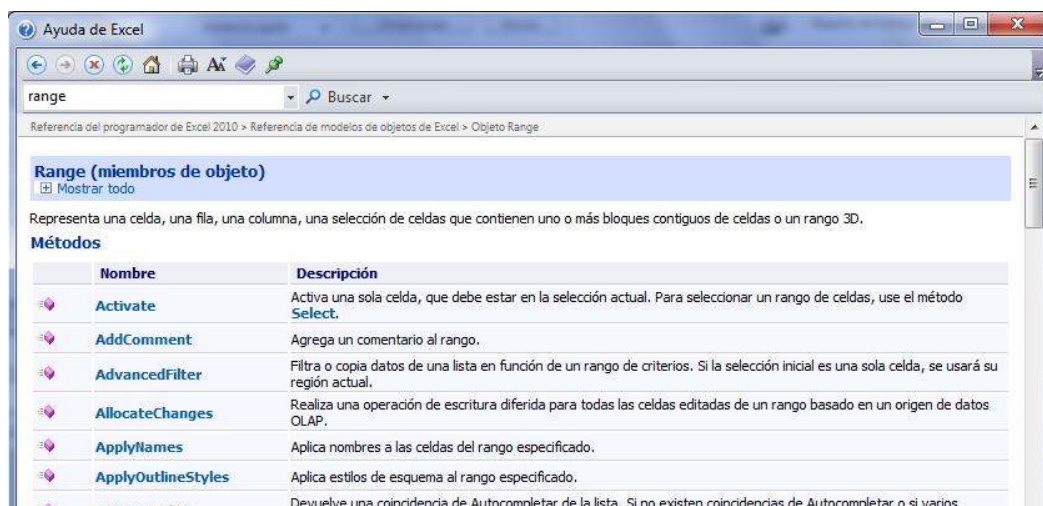 Ayuda de Excel
range
Buscar
Referencia del programador de Excel 2010 > Referencia de modelos de objetos de Excel > Objeto Range
Range (miembros de objeto)
Mostrar todo
Representa una celda, una fila, una columna, una selección de celdas que contienen uno o más bloques contiguos de celdas o un rango 3D.
Métodos
Nombre Descripción
Activate Activa una sola celda, que debe estar en la selección actual. Para seleccionar un rango de celdas, use el método
Select.
AddComment Agrega un comentario al rango.
AdvancedFilter Filtra o copia datos de una lista en función de un rango de criterios. Si la selección inicial es una sola celda, se usará su
región actual.
AllocateChanges Realiza una operación de escritura diferida para todas las celdas editadas de un rango basado en un origen de datos
OLAP.
ApplyNames Aplica nombres a las celdas del rango especificado.
ApplyOutlineStyles Aplica estilos de esquema al rango especificado.
Devuelve una coincidencia de Autocompletar de la lista. Si no existen coincidencias de Autocompletar o si varios